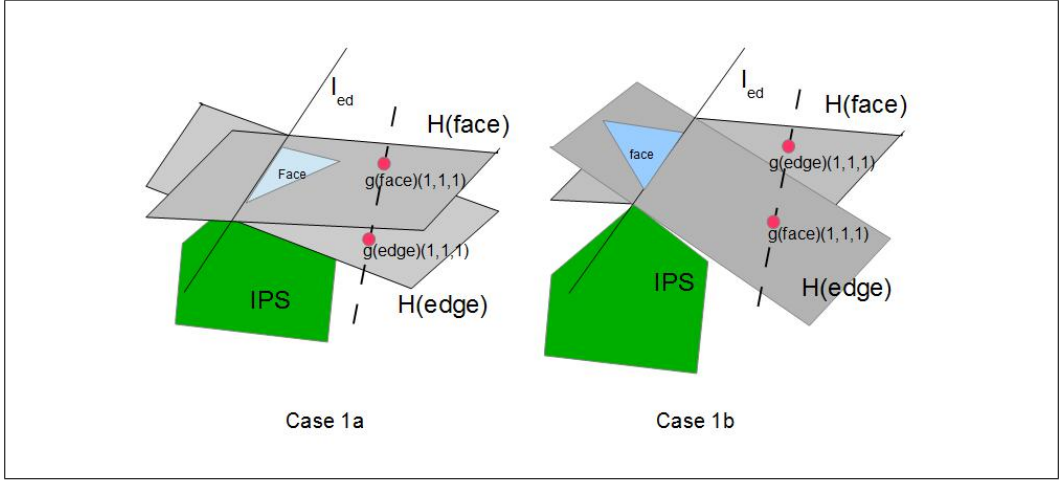 l_ed
H(face)
Face
g(face)(1,1,1)
g(edge)(1,1,1)
IPS
H(edge)
Case 1a
l_ed
H(face)
face
g(edge)(1,1,1)
g(face)(1,1,1)
IPS
H(edge)
Case 1b